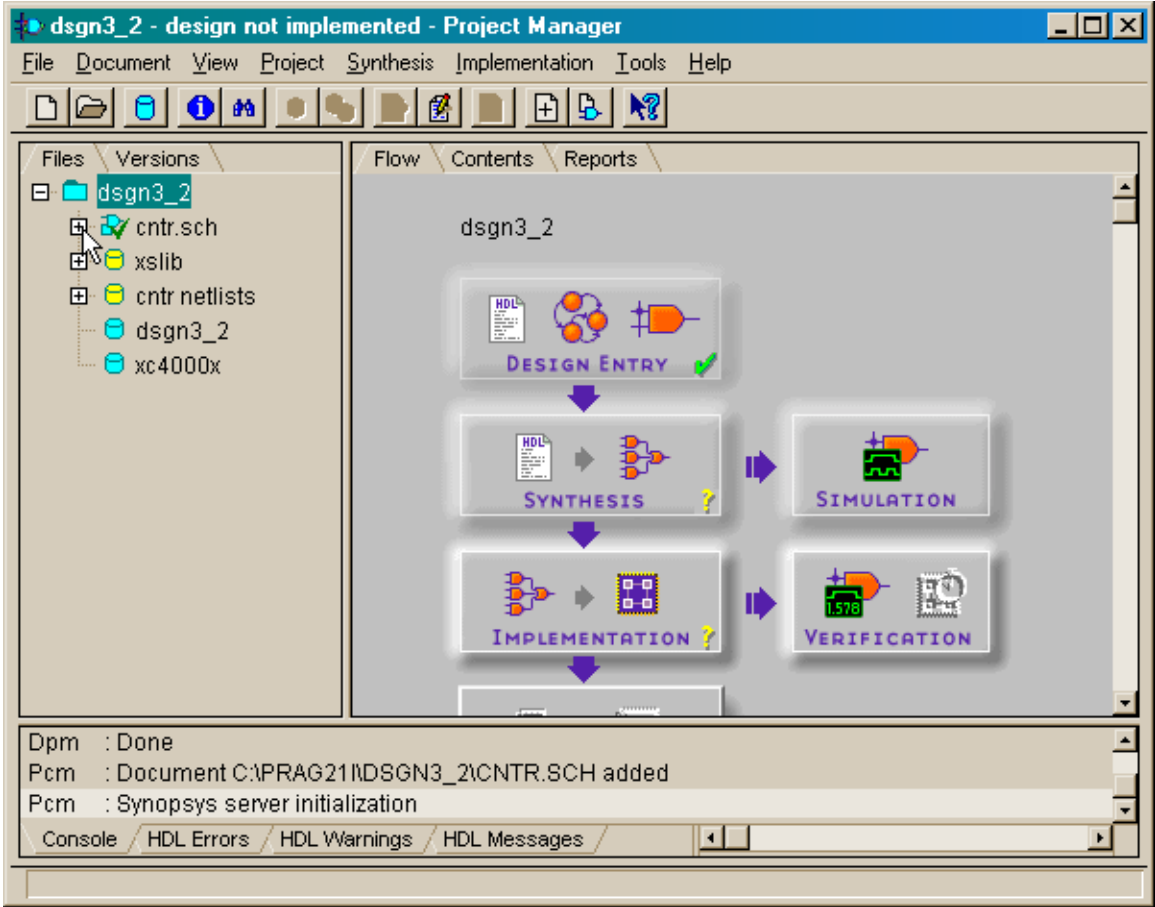 dsgn3_2 - design not implemented - Project Manager
File Document View Project Synthesis Implementation Tools Help
Files Versions
Flow Contents Reports
dsgn3_2
cntr.sch
xslib
cntr netlists
dsgn3_2
xc4000x
dsgn3_2
HDL
DESIGN ENTRY
HDL
SYNTHESIS ?
SIMULATION
IMPLEMENTATION ?
1.578
VERIFICATION
Dpm : Done
Pcm : Document C:\PRAG21I\DSGN3_2\CNTR.SCH added
Pcm : Synopsys server initialization
Console HDL Errors HDL Warnings HDL Messages